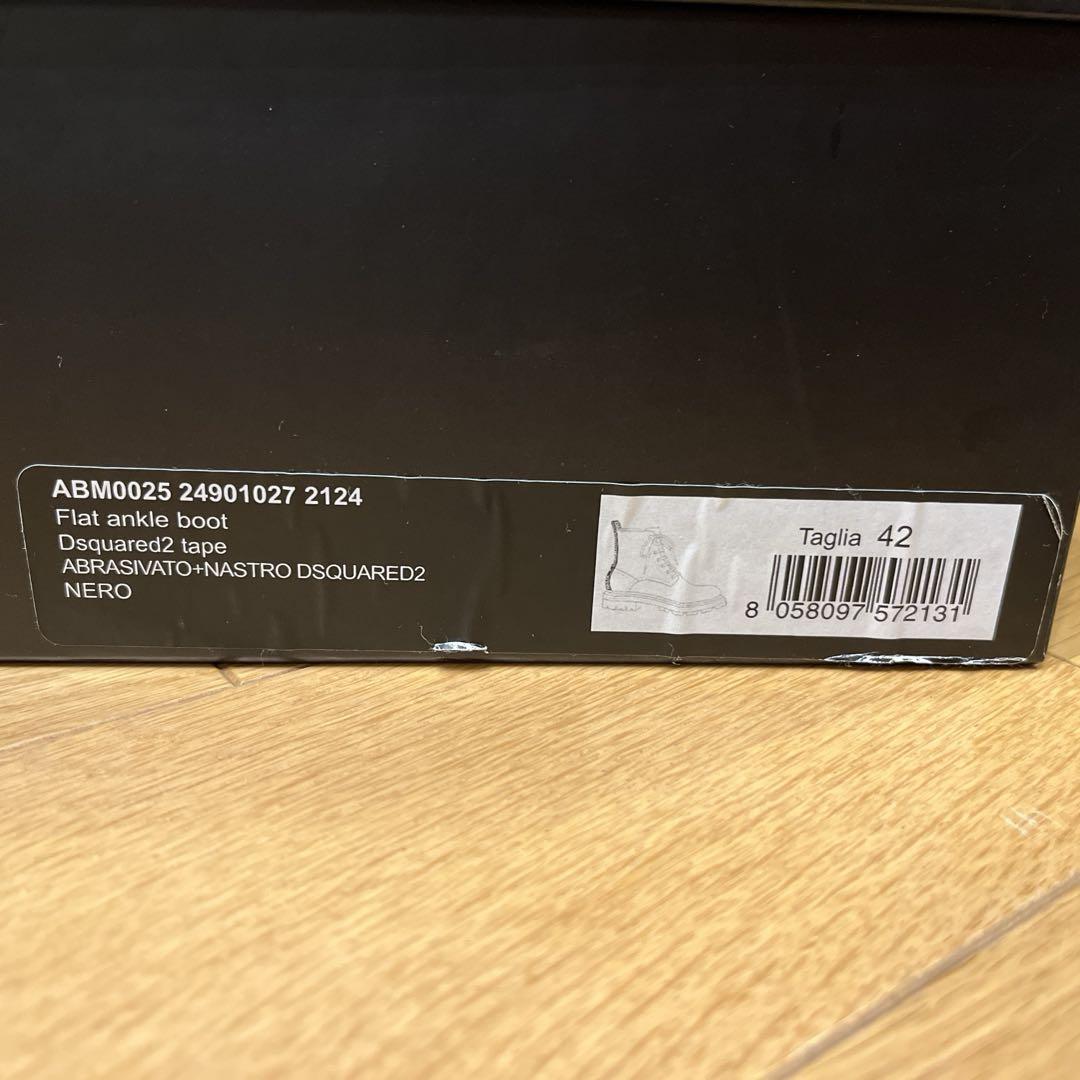 ABM0025 24901027 2124
Flat ankle boot
Dsquared2 tape
ABRASIVATO+NASTRO DSQUARED2
NERO
Taglia 42
8 058097 572131